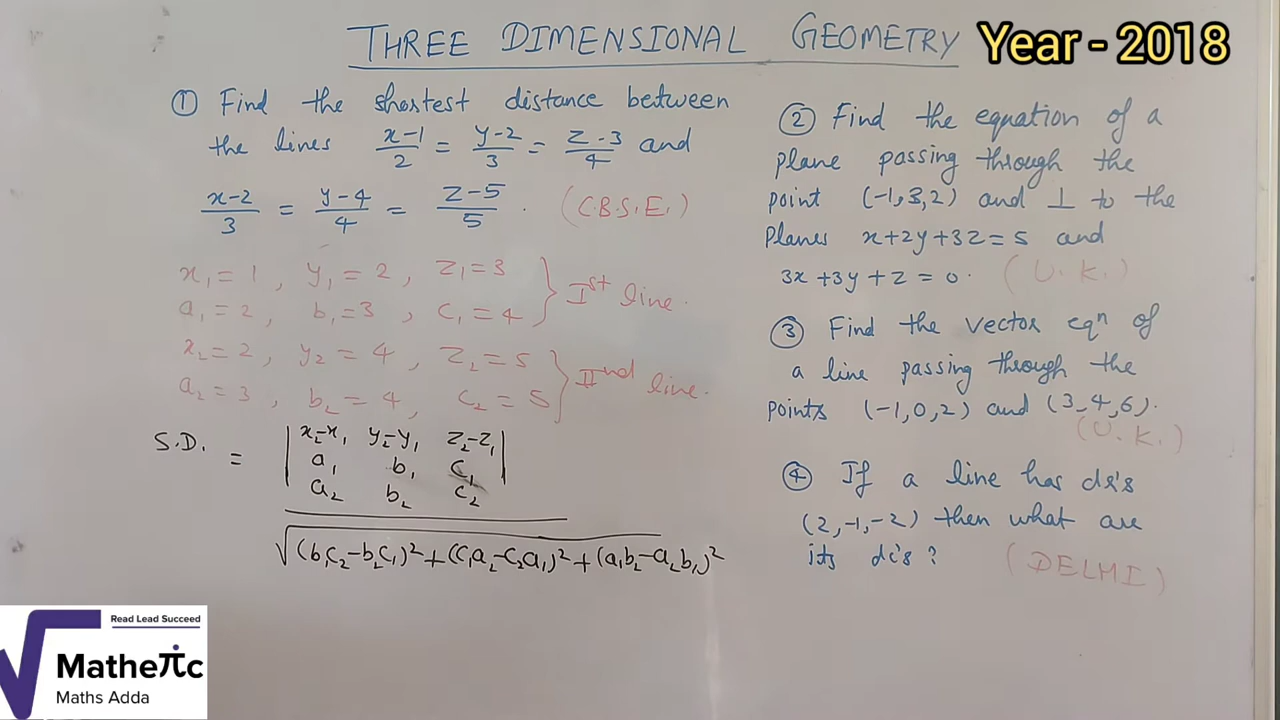 THREE DIMENSIONAL GEOMETRY Year - 2018
① Find the shortest distance between
the lines (x-1)/2 = (y-2)/3 = (z-3)/4 and
(x-2)/3 = (y-4)/4 = (z-5)/5 . (C.B.S.E.)
x₁ = 1 , y₁ = 2 , z₁ = 3
a₁ = 2 , b₁ = 3 , c₁ = 4 } Iˢᵗ line.
x₂ = 2 , y₂ = 4 , z₂ = 5
a₂ = 3 , b₂ = 4 , c₂ = 5 } IIⁿᵈ line.
S.D. = | x₂-x₁ y₂-y₁ z₂-z₁ |
| a₁ b₁ c₁ |
| a₂ b₂ c₂ |
√(b₁c₂-b₂c₁)² + (c₁a₂-c₂a₁)² + (a₁b₂-a₂b₁)²
② Find the equation of a
plane passing through the
point (-1,3,2) and ⊥ to the
Planes x+2y+3z=5 and
3x+3y+z=0. (U.K.)
③ Find the vector eqⁿ of
a line passing through the
points (-1,0,2) and (3,4,6).
(U.K.)
④ If a line has dr's
(2,-1,-2) then what are
its dc's ? (DELHI)
Read Lead Succeed
Matheπc
Maths Adda